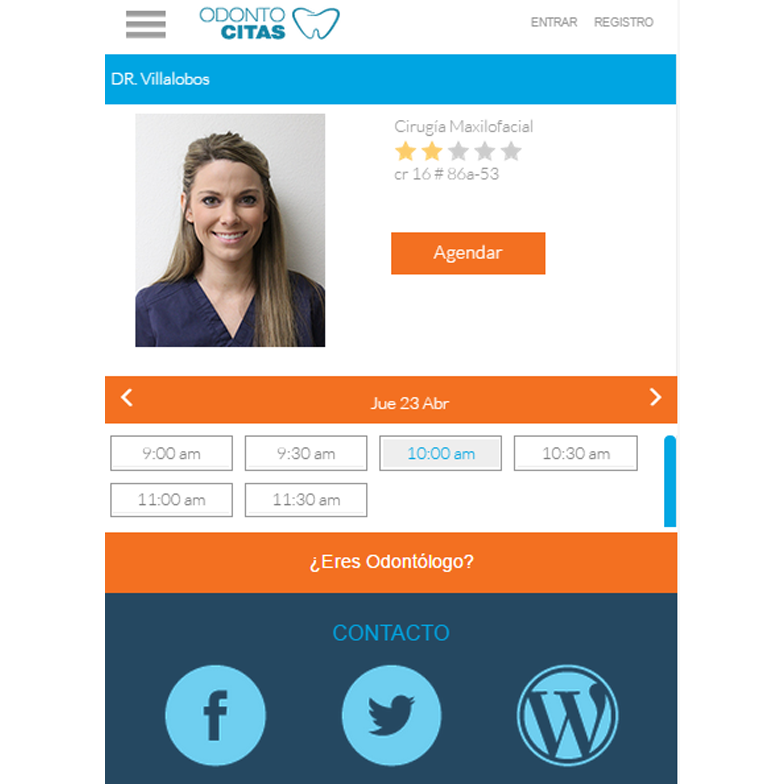 ODONTO
CITAS
ENTRAR REGISTRO
DR. Villalobos
Cirugía Maxilofacial
cr 16 # 86a-53
Agendar
Jue 23 Abr
9:00 am 9:30 am 10:00 am 10:30 am
11:00 am 11:30 am
¿Eres Odontólogo?
CONTACTO